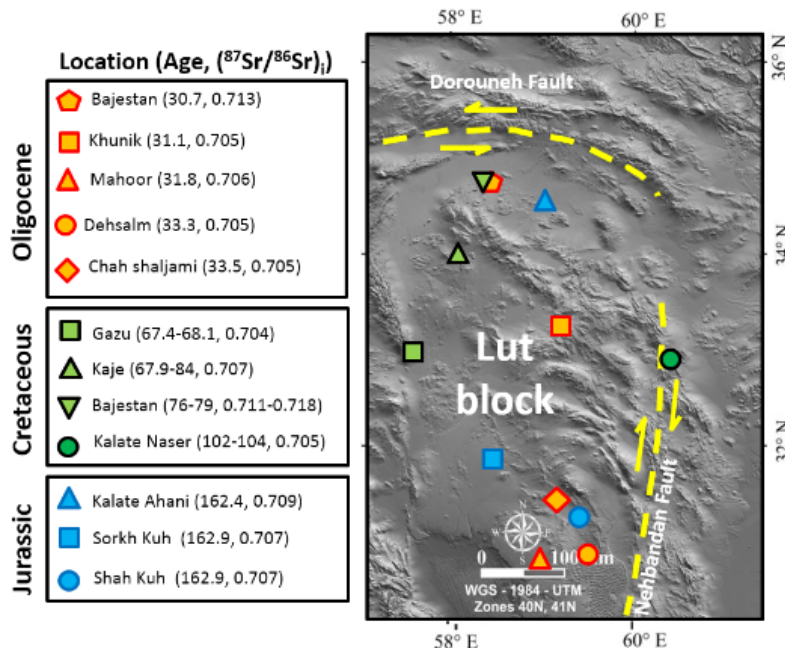 Location (Age, (⁸⁷Sr/⁸⁶Sr)ᵢ)
Oligocene
Bajestan (30.7, 0.713)
Khunik (31.1, 0.705)
Mahoor (31.8, 0.706)
Dehsalm (33.3, 0.705)
Chah shaljami (33.5, 0.705)
Cretaceous
Gazu (67.4-68.1, 0.704)
Kaje (67.9-84, 0.707)
Bajestan (76-79, 0.711-0.718)
Kalate Naser (102-104, 0.705)
Jurassic
Kalate Ahani (162.4, 0.709)
Sorkh Kuh (162.9, 0.707)
Shah Kuh (162.9, 0.707)
58° E 60° E
36° N
Dorouneh Fault
34° N
Lut
block
32° N
Nehbandan Fault
N
W E
S
0 100 km
WGS - 1984 - UTM
Zones 40N, 41N
58° E 60° E